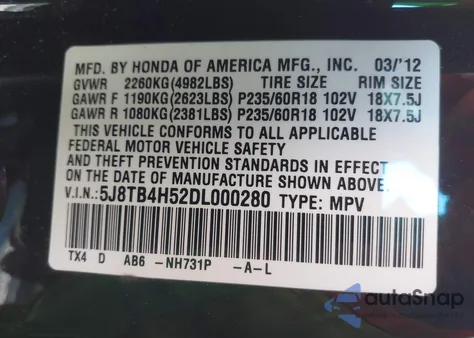 MFD. BY HONDA OF AMERICA MFG., INC. 03/'12
GVWR 2260KG(4982LBS) TIRE SIZE RIM SIZE
GAWR F 1190KG(2623LBS) P235/60R18 102V 18X7.5J
GAWR R 1080KG(2381LBS) P235/60R18 102V 18X7.5J
THIS VEHICLE CONFORMS TO ALL APPLICABLE
FEDERAL MOTOR VEHICLE SAFETY
AND THEFT PREVENTION STANDARDS IN EFFECT
ON THE DATE OF MANUFACTURE SHOWN ABOVE.
V.I.N.: 5J8TB4H52DL000280 TYPE: MPV
TX4 D AB6 -NH731P -A-L
autoSnap